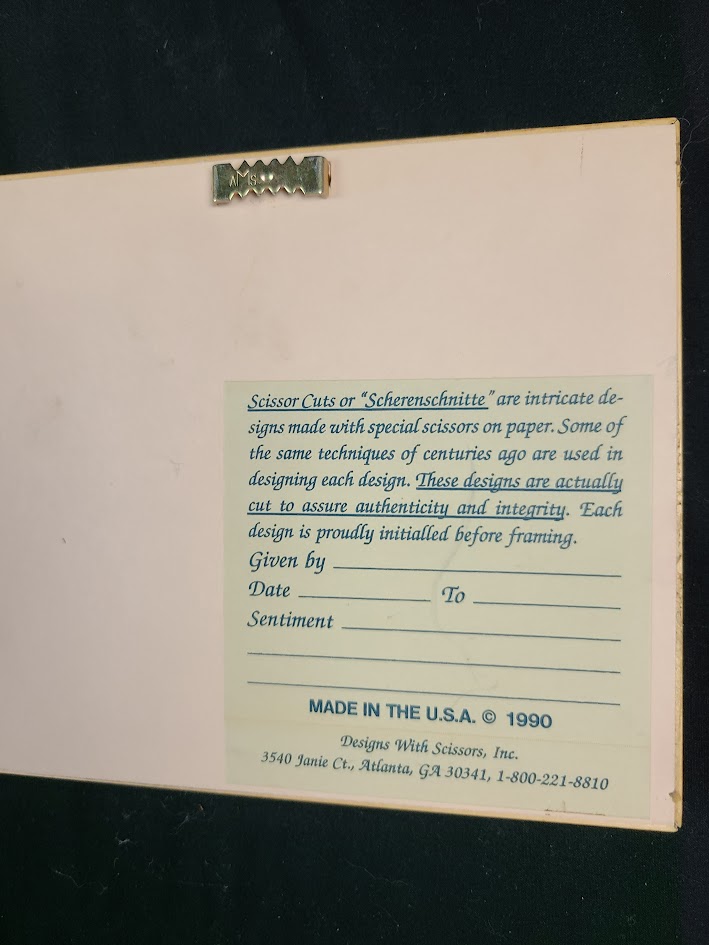 Scissor Cuts or "Scherenschnitte" are intricate de-
signs made with special scissors on paper. Some of
the same techniques of centuries ago are used in
designing each design. These designs are actually
cut to assure authenticity and integrity. Each
design is proudly initialled before framing.
Given by
Date To
Sentiment
MADE IN THE U.S.A. © 1990
Designs With Scissors, Inc.
3540 Janie Ct., Atlanta, GA 30341, 1-800-221-8810